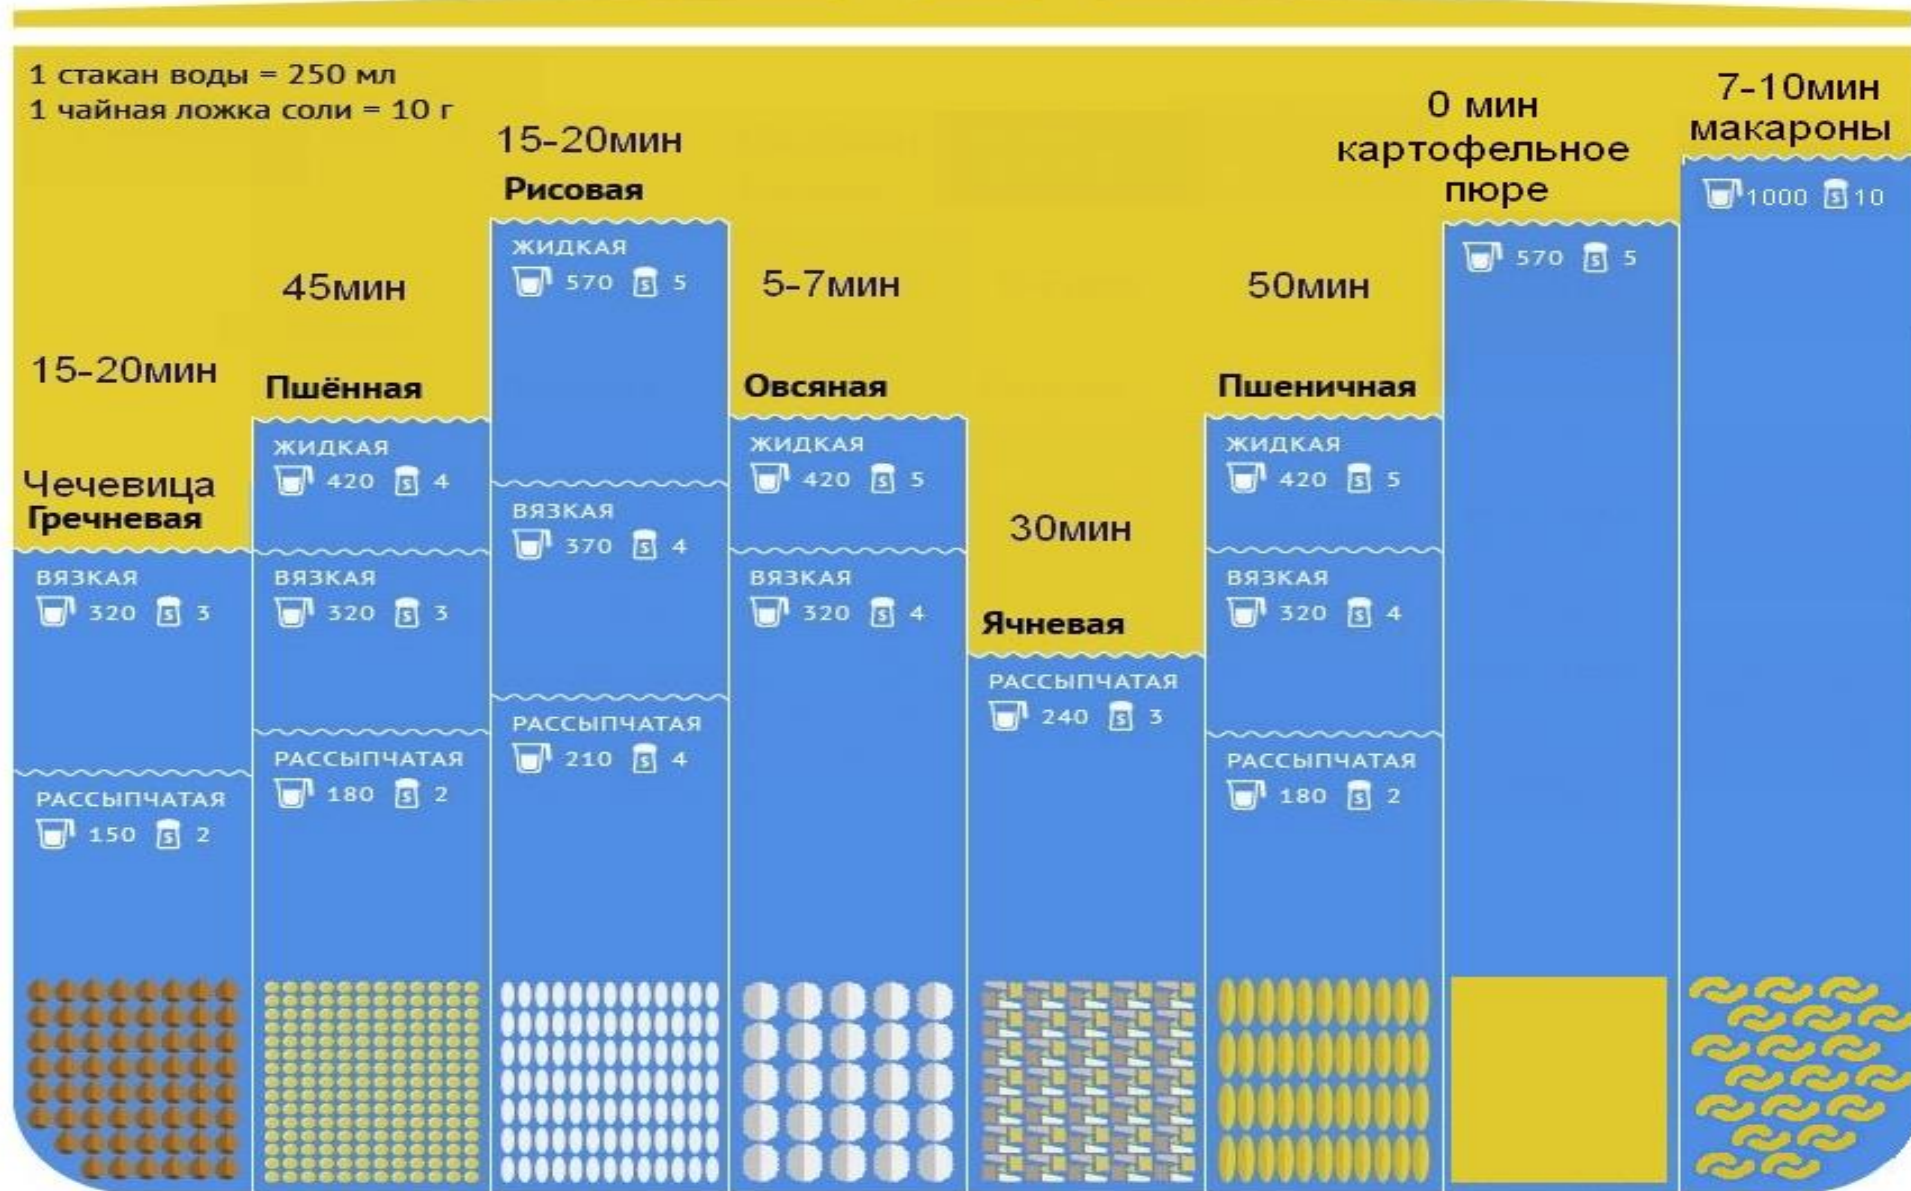 1 стакан воды = 250 мл
1 чайная ложка соли = 10 г
15-20мин
Чечевица
Гречневая
ВЯЗКАЯ
320 S 3
РАССЫПЧАТАЯ
150 S 2
45мин
Пшённая
ЖИДКАЯ
420 S 4
ВЯЗКАЯ
320 S 3
РАССЫПЧАТАЯ
180 S 2
15-20мин
Рисовая
ЖИДКАЯ
570 S 5
ВЯЗКАЯ
370 S 4
РАССЫПЧАТАЯ
210 S 4
5-7мин
Овсяная
ЖИДКАЯ
420 S 5
ВЯЗКАЯ
320 S 4
30мин
Ячневая
РАССЫПЧАТАЯ
240 S 3
50мин
Пшеничная
ЖИДКАЯ
420 S 5
ВЯЗКАЯ
320 S 4
РАССЫПЧАТАЯ
180 S 2
0 мин
картофельное
пюре
570 S 5
7-10мин
макароны
1000 S 10